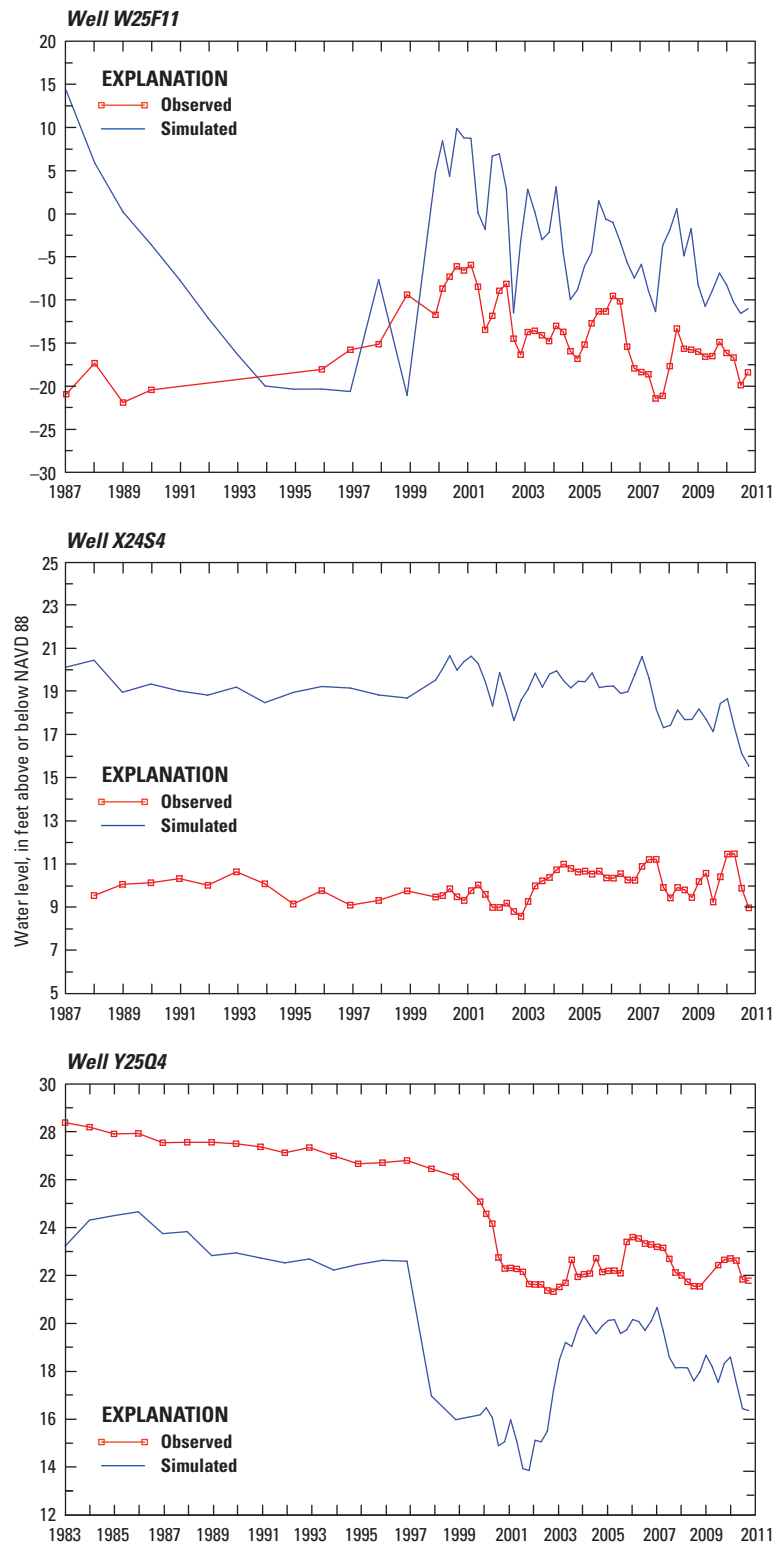 Well W25F11
20
15
10
5
0
–5
–10
–15
–20
–25
–30
EXPLANATION
Observed
Simulated
1987 1989 1991 1993 1995 1997 1999 2001 2003 2005 2007 2009 2011
Well X24S4
Water level, in feet above or below NAVD 88
25
23
21
19
17
15
13
11
9
7
5
EXPLANATION
Observed
Simulated
1987 1989 1991 1993 1995 1997 1999 2001 2003 2005 2007 2009 2011
Well Y25Q4
30
28
26
24
22
20
18
16
14
12
EXPLANATION
Observed
Simulated
1983 1985 1987 1989 1991 1993 1995 1997 1999 2001 2003 2005 2007 2009 2011